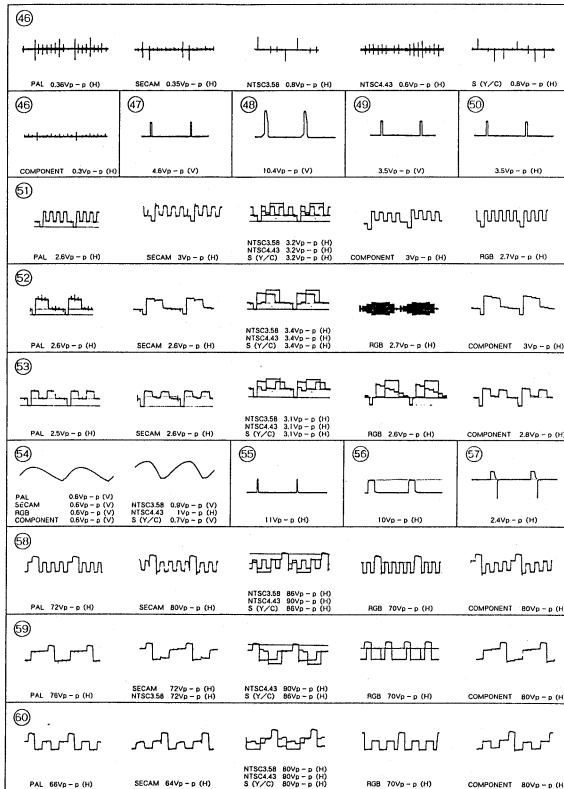 46
PAL 0.36Vp-p (H) SECAM 0.35Vp-p (H) NTSC3.58 0.8Vp-p (H) NTSC4.43 0.6Vp-p (H) S (Y/C) 0.8Vp-p (H)
46 47 48 49 50
COMPONENT 0.3Vp-p (H) 4.6Vp-p (V) 10.4Vp-p (V) 3.5Vp-p (V) 3.5Vp-p (H)
51
NTSC3.58 3.2Vp-p (H)
NTSC4.43 3.2Vp-p (H)
PAL 2.6Vp-p (H) SECAM 3Vp-p (H) S (Y/C) 3.2Vp-p (H) COMPONENT 3Vp-p (H) RGB 2.7Vp-p (H)
52
NTSC3.58 3.4Vp-p (H)
NTSC4.43 3.4Vp-p (H)
PAL 2.6Vp-p (H) SECAM 2.6Vp-p (H) S (Y/C) 3.4Vp-p (H) RGB 2.7Vp-p (H) COMPONENT 3Vp-p (H)
53
NTSC3.58 3.1Vp-p (H)
NTSC4.43 3.1Vp-p (H)
PAL 2.5Vp-p (H) SECAM 2.6Vp-p (H) S (Y/C) 3.1Vp-p (H) RGB 2.6Vp-p (H) COMPONENT 2.8Vp-p (H)
54 55 56 57
PAL 0.6Vp-p (V)
SECAM 0.6Vp-p (V) NTSC3.58 0.9Vp-p (V)
RGB 0.6Vp-p (V) NTSC4.43 1Vp-p (H)
COMPONENT 0.6Vp-p (V) S (Y/C) 0.7Vp-p (V) 11Vp-p (H) 10Vp-p (H) 2.4Vp-p (H)
58
NTSC3.58 86Vp-p (H)
NTSC4.43 90Vp-p (H)
PAL 72Vp-p (H) SECAM 80Vp-p (H) S (Y/C) 86Vp-p (H) RGB 70Vp-p (H) COMPONENT 80Vp-p (H)
59
SECAM 72Vp-p (H) NTSC4.43 90Vp-p (H)
PAL 76Vp-p (H) NTSC3.58 72Vp-p (H) S (Y/C) 86Vp-p (H) RGB 70Vp-p (H) COMPONENT 80Vp-p (H)
60
NTSC3.58 80Vp-p (H)
NTSC4.43 90Vp-p (H)
PAL 66Vp-p (H) SECAM 64Vp-p (H) S (Y/C) 80Vp-p (H) RGB 70Vp-p (H) COMPONENT 80Vp-p (H)